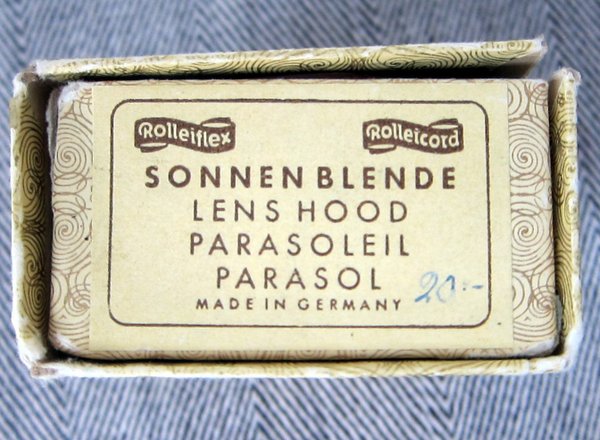 Rolleiflex Rolleicord
SONNENBLENDE
LENS HOOD
PARASOLEIL
PARASOL
MADE IN GERMANY 20.-